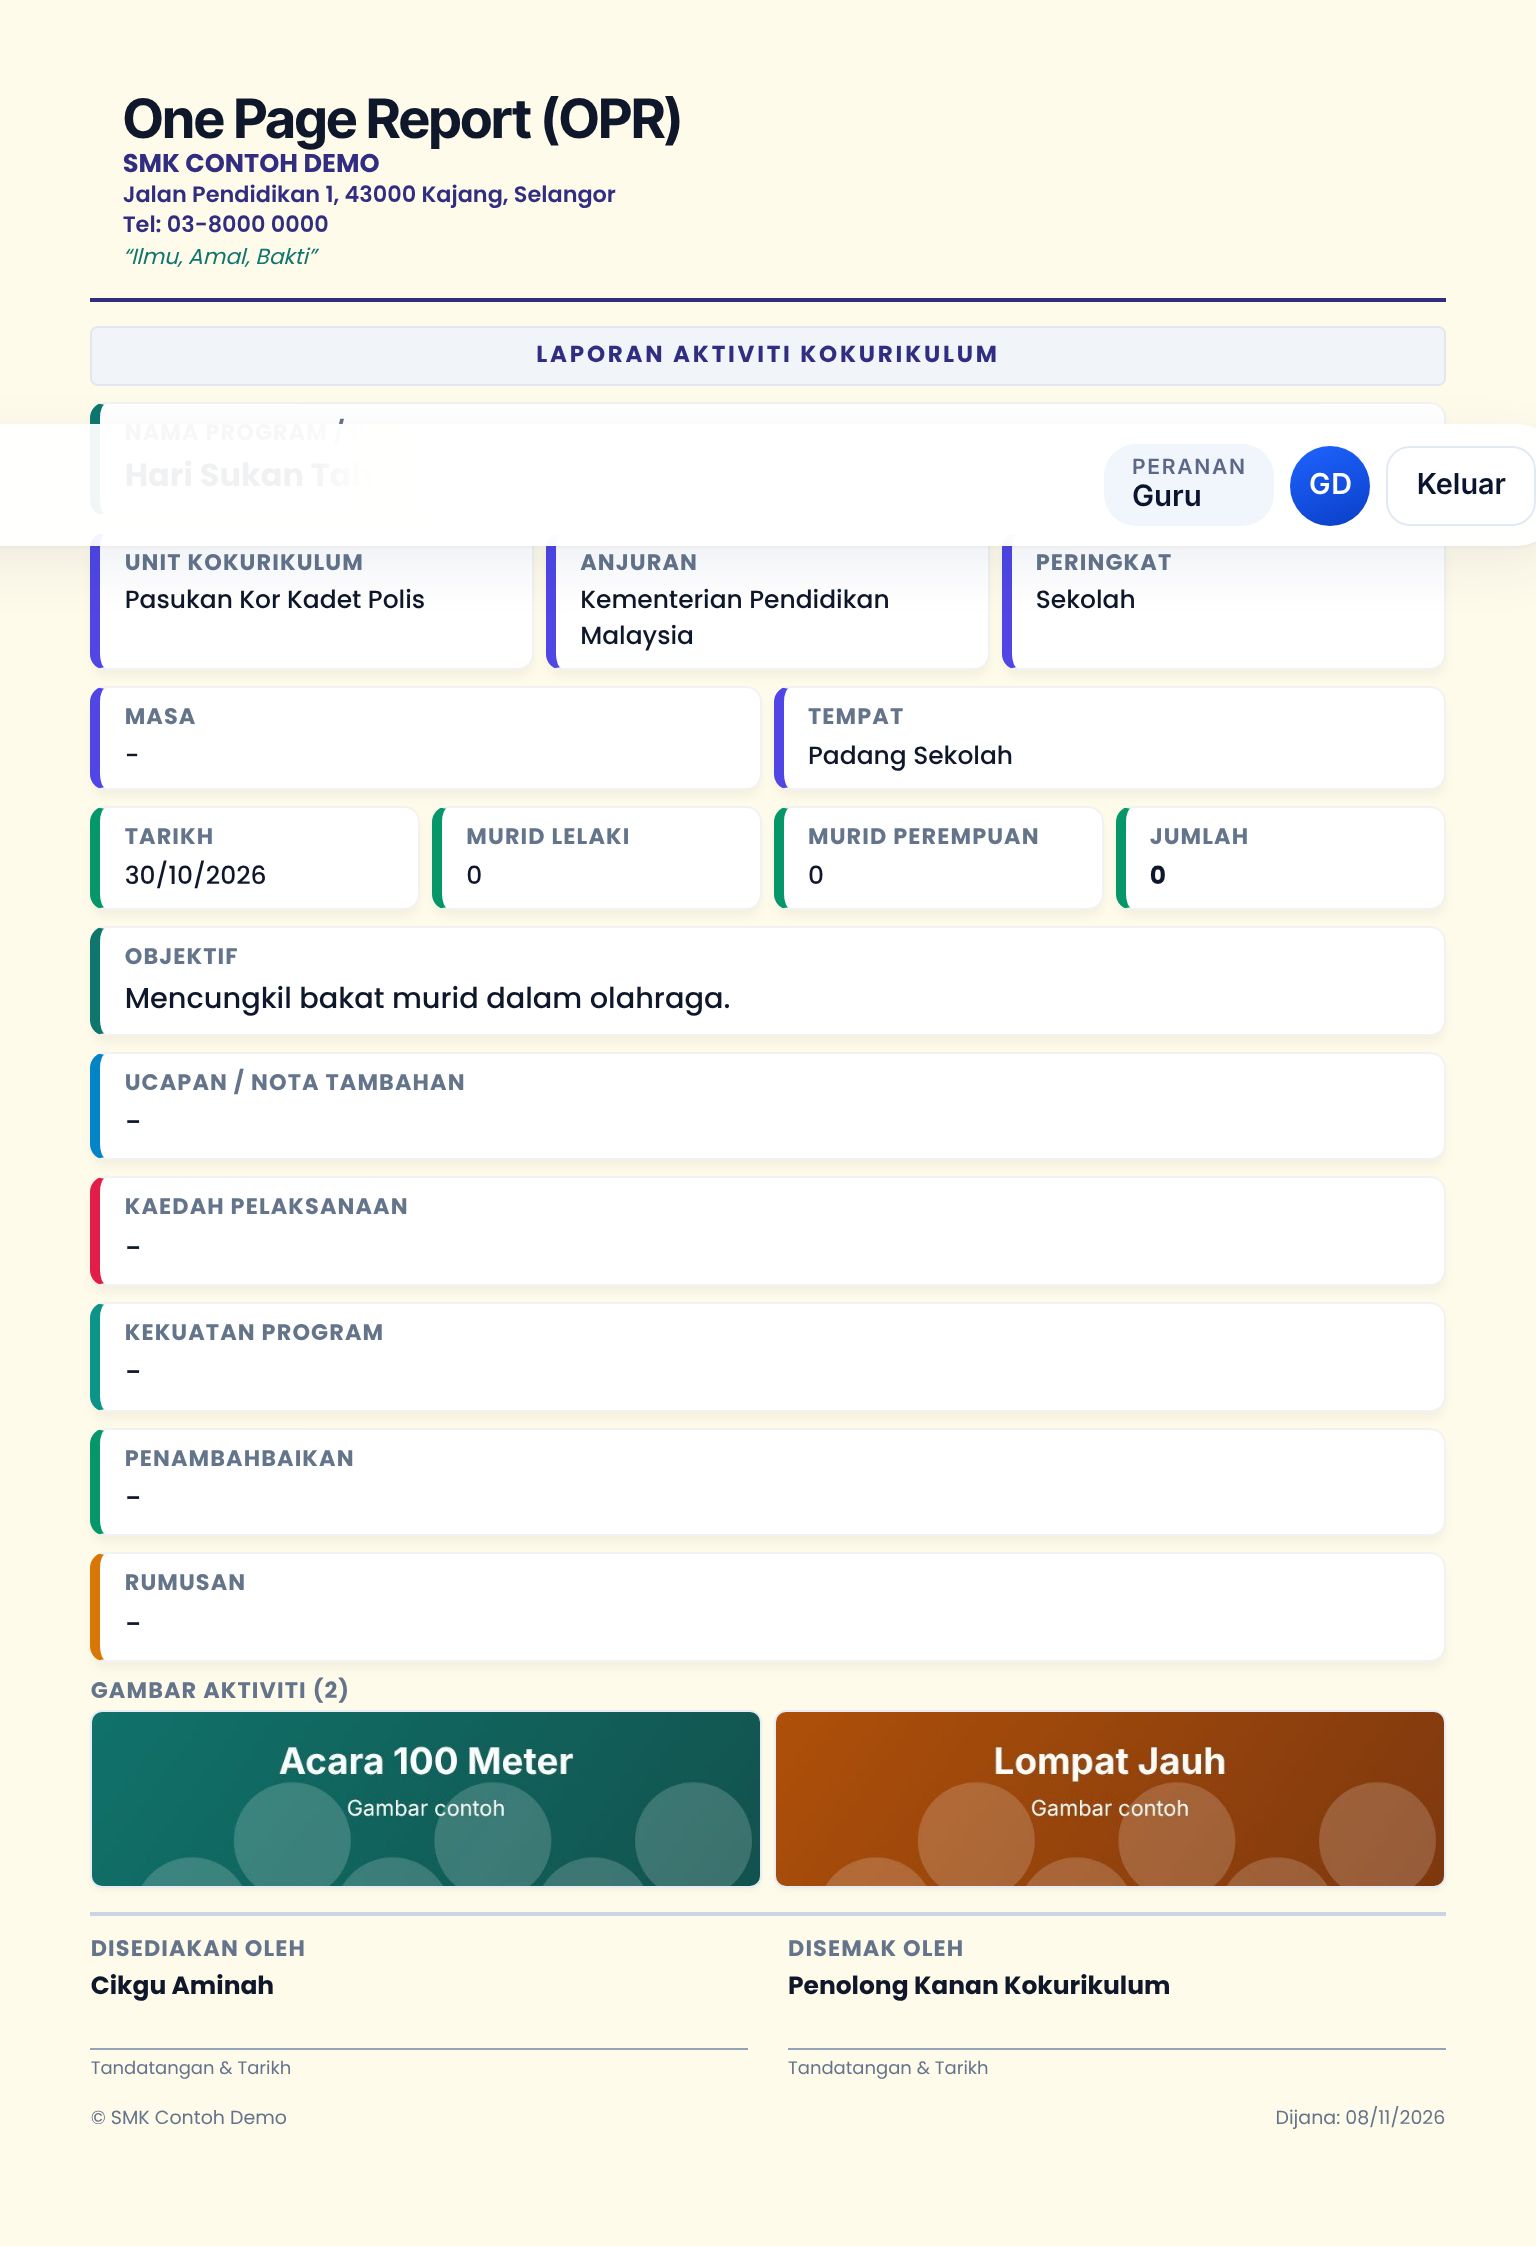 One Page Report (OPR)
SMK CONTOH DEMO
Jalan Pendidikan 1, 43000 Kajang, Selangor
Tel: 03-8000 0000
“Ilmu, Amal, Bakti”
LAPORAN AKTIVITI KOKURIKULUM
NAMA PROGRAM /
Hari Sukan
PERANAN
Guru
GD
Keluar
UNIT KOKURIKULUM
Pasukan Kor Kadet Polis
ANJURAN
Kementerian Pendidikan
Malaysia
PERINGKAT
Sekolah
MASA
-
TEMPAT
Padang Sekolah
TARIKH
30/10/2026
MURID LELAKI
0
MURID PEREMPUAN
0
JUMLAH
0
OBJEKTIF
Mencungkil bakat murid dalam olahraga.
UCAPAN / NOTA TAMBAHAN
-
KAEDAH PELAKSANAAN
-
KEKUATAN PROGRAM
-
PENAMBAHBAIKAN
-
RUMUSAN
-
GAMBAR AKTIVITI (2)
Acara 100 Meter
Gambar contoh
Lompat Jauh
Gambar contoh
DISEDIAKAN OLEH
Cikgu Aminah
Tandatangan & Tarikh
DISEMAK OLEH
Penolong Kanan Kokurikulum
Tandatangan & Tarikh
© SMK Contoh Demo
Dijana: 08/11/2026